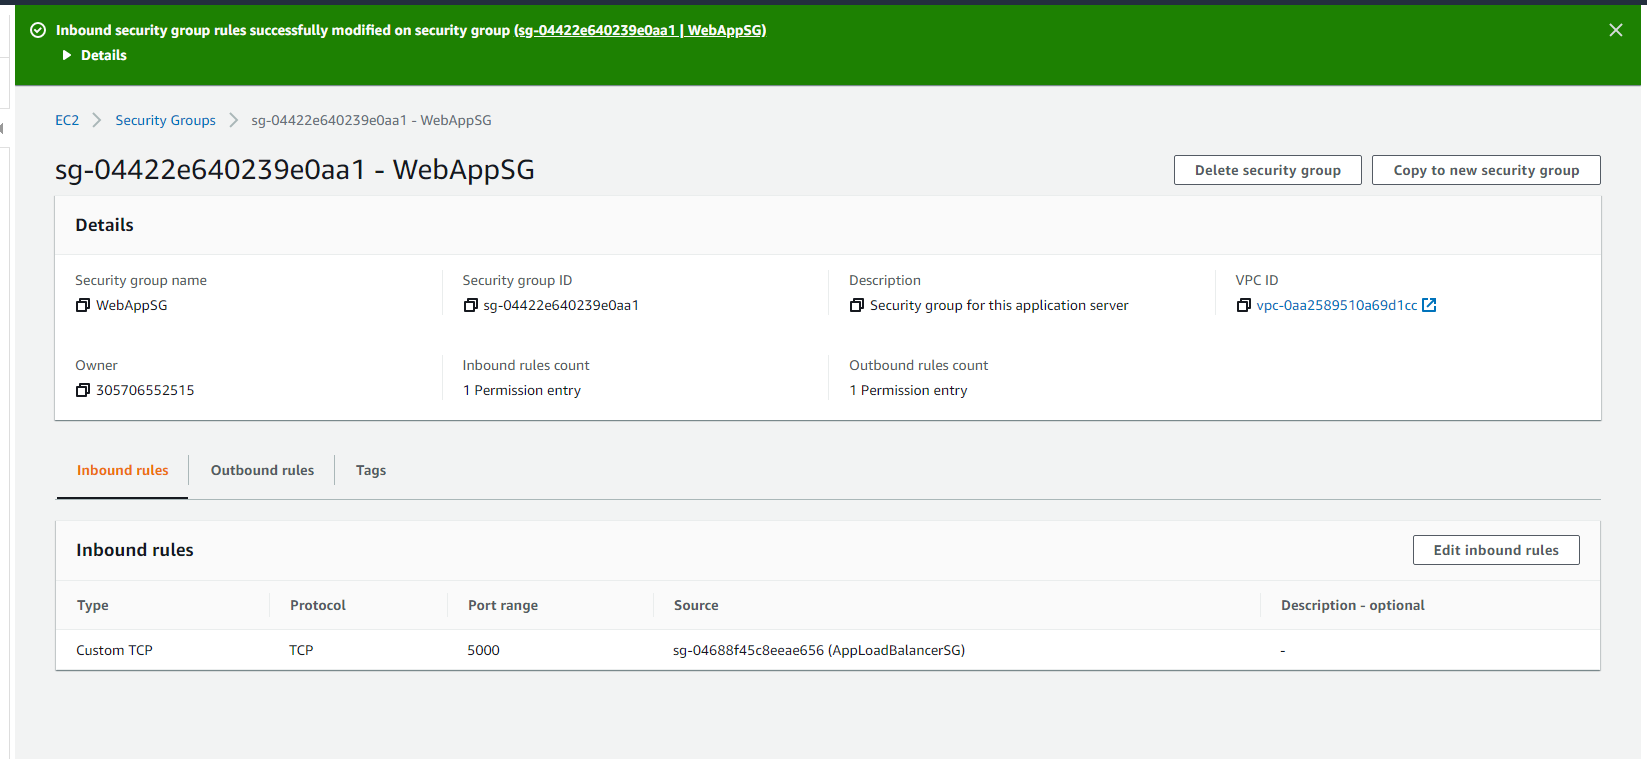 Inbound security group rules successfully modified on security group (sg-04422e640239e0aa1 | WebAppSG)
Details
EC2 Security Groups sg-04422e640239e0aa1 - WebAppSG
sg-04422e640239e0aa1 - WebAppSG
Delete security group
Copy to new security group
Details
Security group name
WebAppSG
Security group ID
sg-04422e640239e0aa1
Description
Security group for this application server
VPC ID
vpc-0aa2589510a69d1cc
Owner
305706552515
Inbound rules count
1 Permission entry
Outbound rules count
1 Permission entry
Inbound rules
Outbound rules
Tags
Inbound rules
Edit inbound rules
Type Protocol Port range Source Description - optional
Custom TCP TCP 5000 sg-04688f45c8eeae656 (AppLoadBalancerSG) -